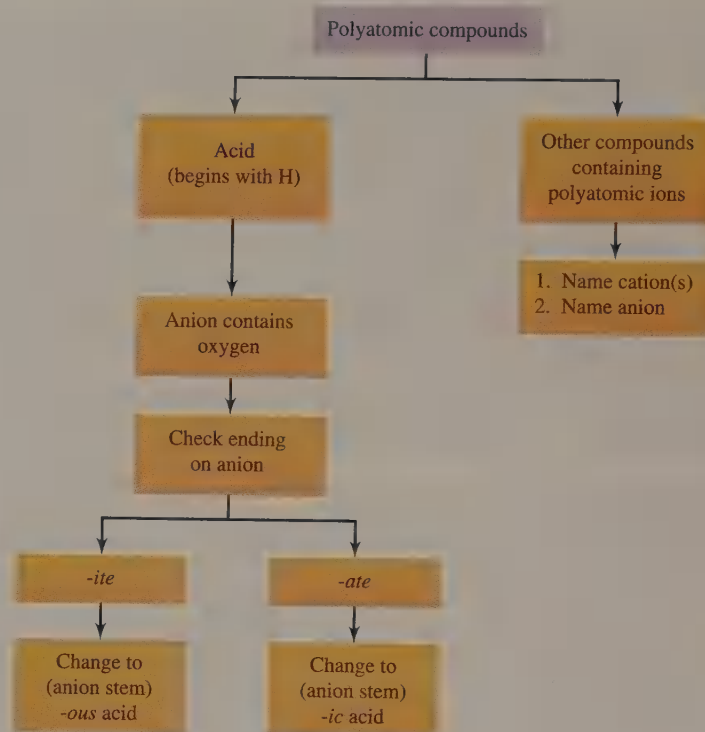 Polyatomic compounds
Acid
(begins with H)
Other compounds
containing
polyatomic ions
1. Name cation(s)
2. Name anion
Anion contains
oxygen
Check ending
on anion
-ite
-ate
Change to
(anion stem)
-ous acid
Change to
(anion stem)
-ic acid